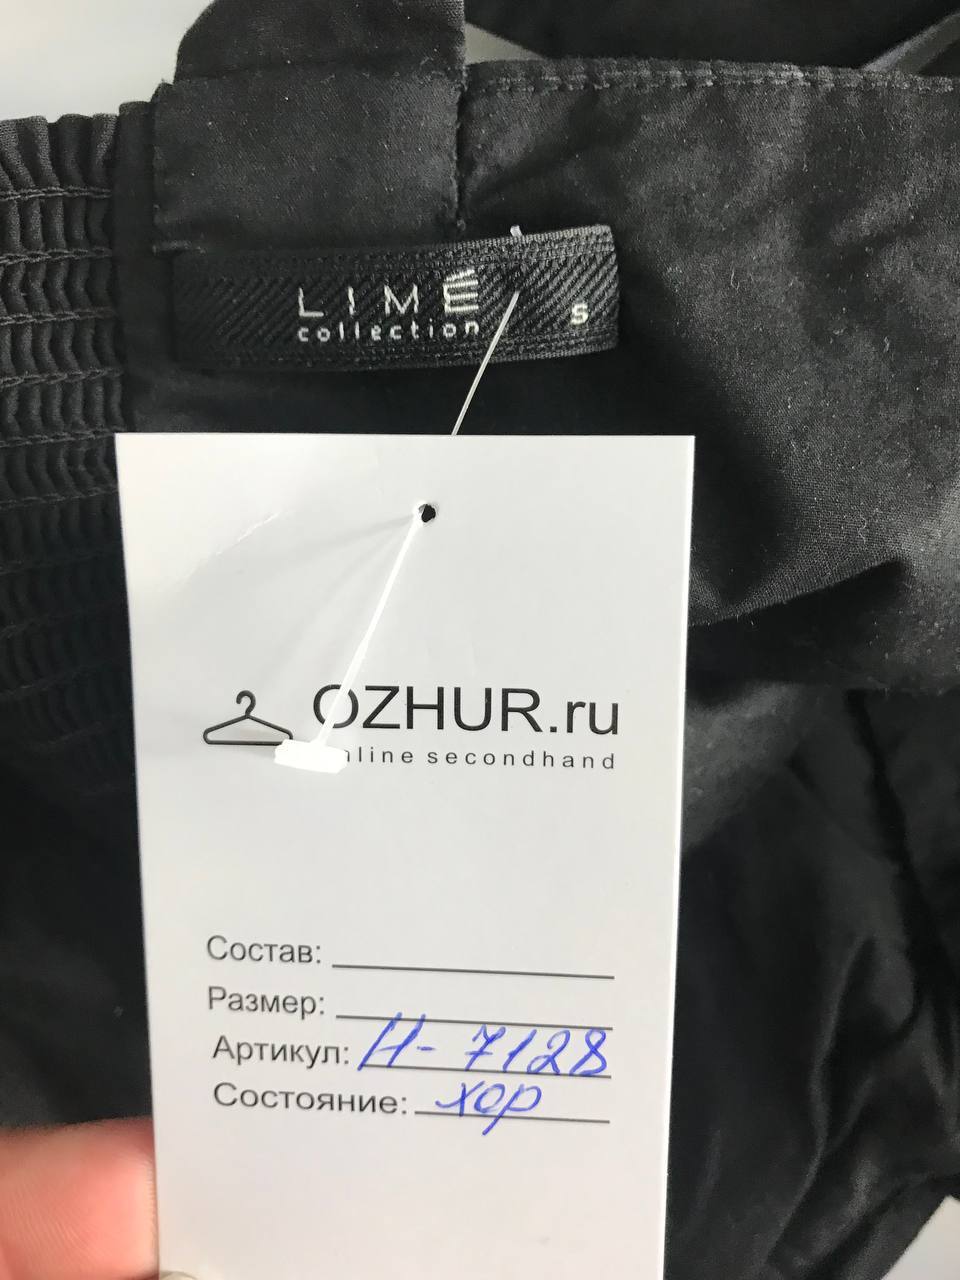 LIMÉ
collection
S
OZHUR.ru
online secondhand
Состав:
Размер:
Артикул: Н-7128
Состояние: хор